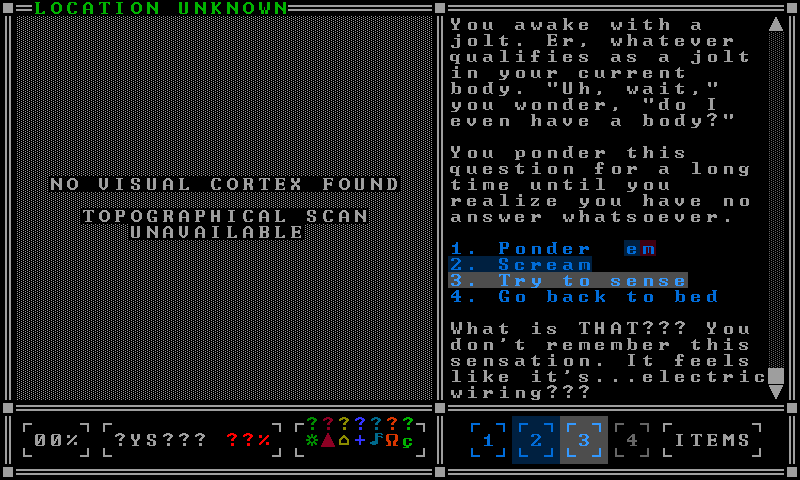 LOCATION UNKNOWN
NO VISUAL CORTEX FOUND
TOPOGRAPHICAL SCAN
UNAVAILABLE
You awake with a
jolt. Er, whatever
qualifies as a jolt
in your current
body. "Uh, wait,"
you wonder, "do I
even have a body?"
You ponder this
question for a long
time until you
realize you have no
answer whatsoever.
1. Ponder em
2. Scream
3. Try to sense
4. Go back to bed
What is THAT??? You
don't remember this
sensation. It feels
like it's...electric
wiring???
00% ?YS??? ??% ???????
1 2 3 4 ITEMS